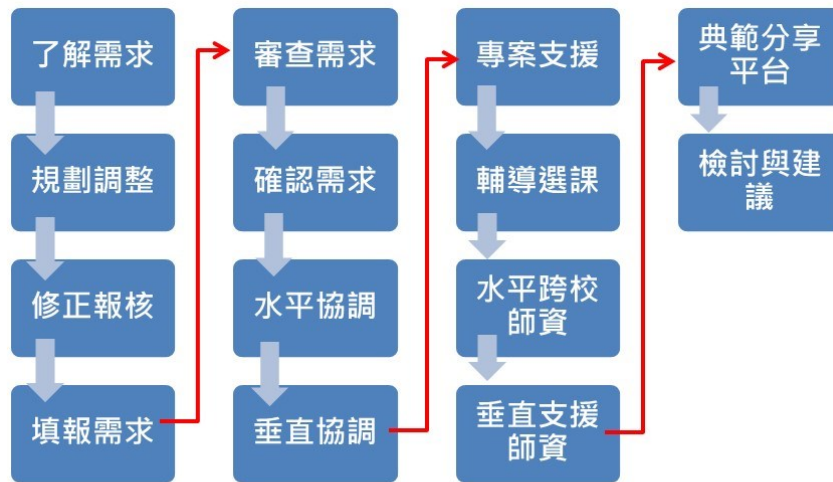 了解需求
規劃調整
修正報核
填報需求
審查需求
確認需求
水平協調
垂直協調
專案支援
輔導選課
水平跨校
師資
垂直支援
師資
典範分享
平台
檢討與建
議